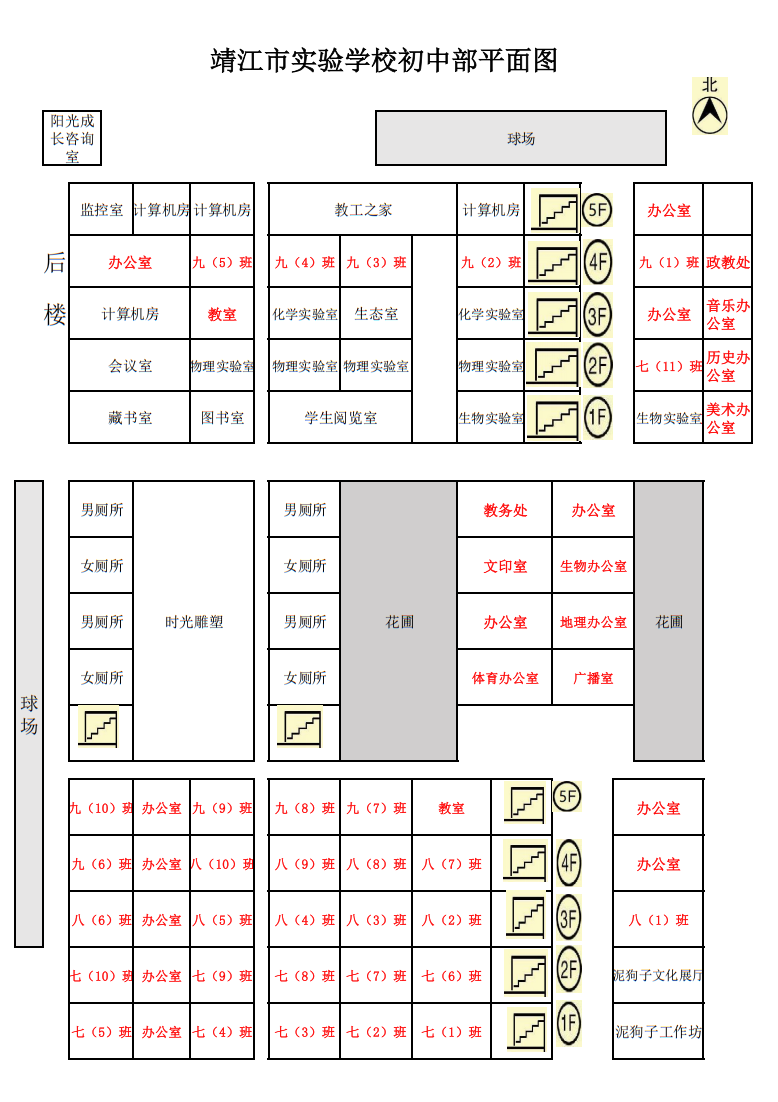 靖江市实验学校初中部平面图
北
阳光成
长咨询
室
球场
监控室 计算机房 计算机房 教工之家 计算机房 5F 办公室
后
办公室 九（5）班 九（4）班 九（3）班 九（2）班 4F 九（1）班 政教处
楼
计算机房 教室 化学实验室 生态室 化学实验室 3F 办公室 音乐办
公室
会议室 物理实验室 物理实验室 物理实验室 物理实验室 2F 七（11）班 历史办
公室
藏书室 图书室 学生阅览室 生物实验室 1F 生物实验室 美术办
公室
男厕所 男厕所 教务处 办公室
女厕所 女厕所 文印室 生物办公室
男厕所 时光雕塑 男厕所 花圃 办公室 地理办公室 花圃
女厕所 女厕所 体育办公室 广播室
球
场
九（10）班 办公室 九（9）班 九（8）班 九（7）班 教室 5F 办公室
九（6）班 办公室 八（10）班 八（9）班 八（8）班 八（7）班 4F 办公室
八（6）班 办公室 八（5）班 八（4）班 八（3）班 八（2）班 3F 八（1）班
七（10）班 办公室 七（9）班 七（8）班 七（7）班 七（6）班 2F 泥狗子文化展厅
七（5）班 办公室 七（4）班 七（3）班 七（2）班 七（1）班 1F 泥狗子工作坊